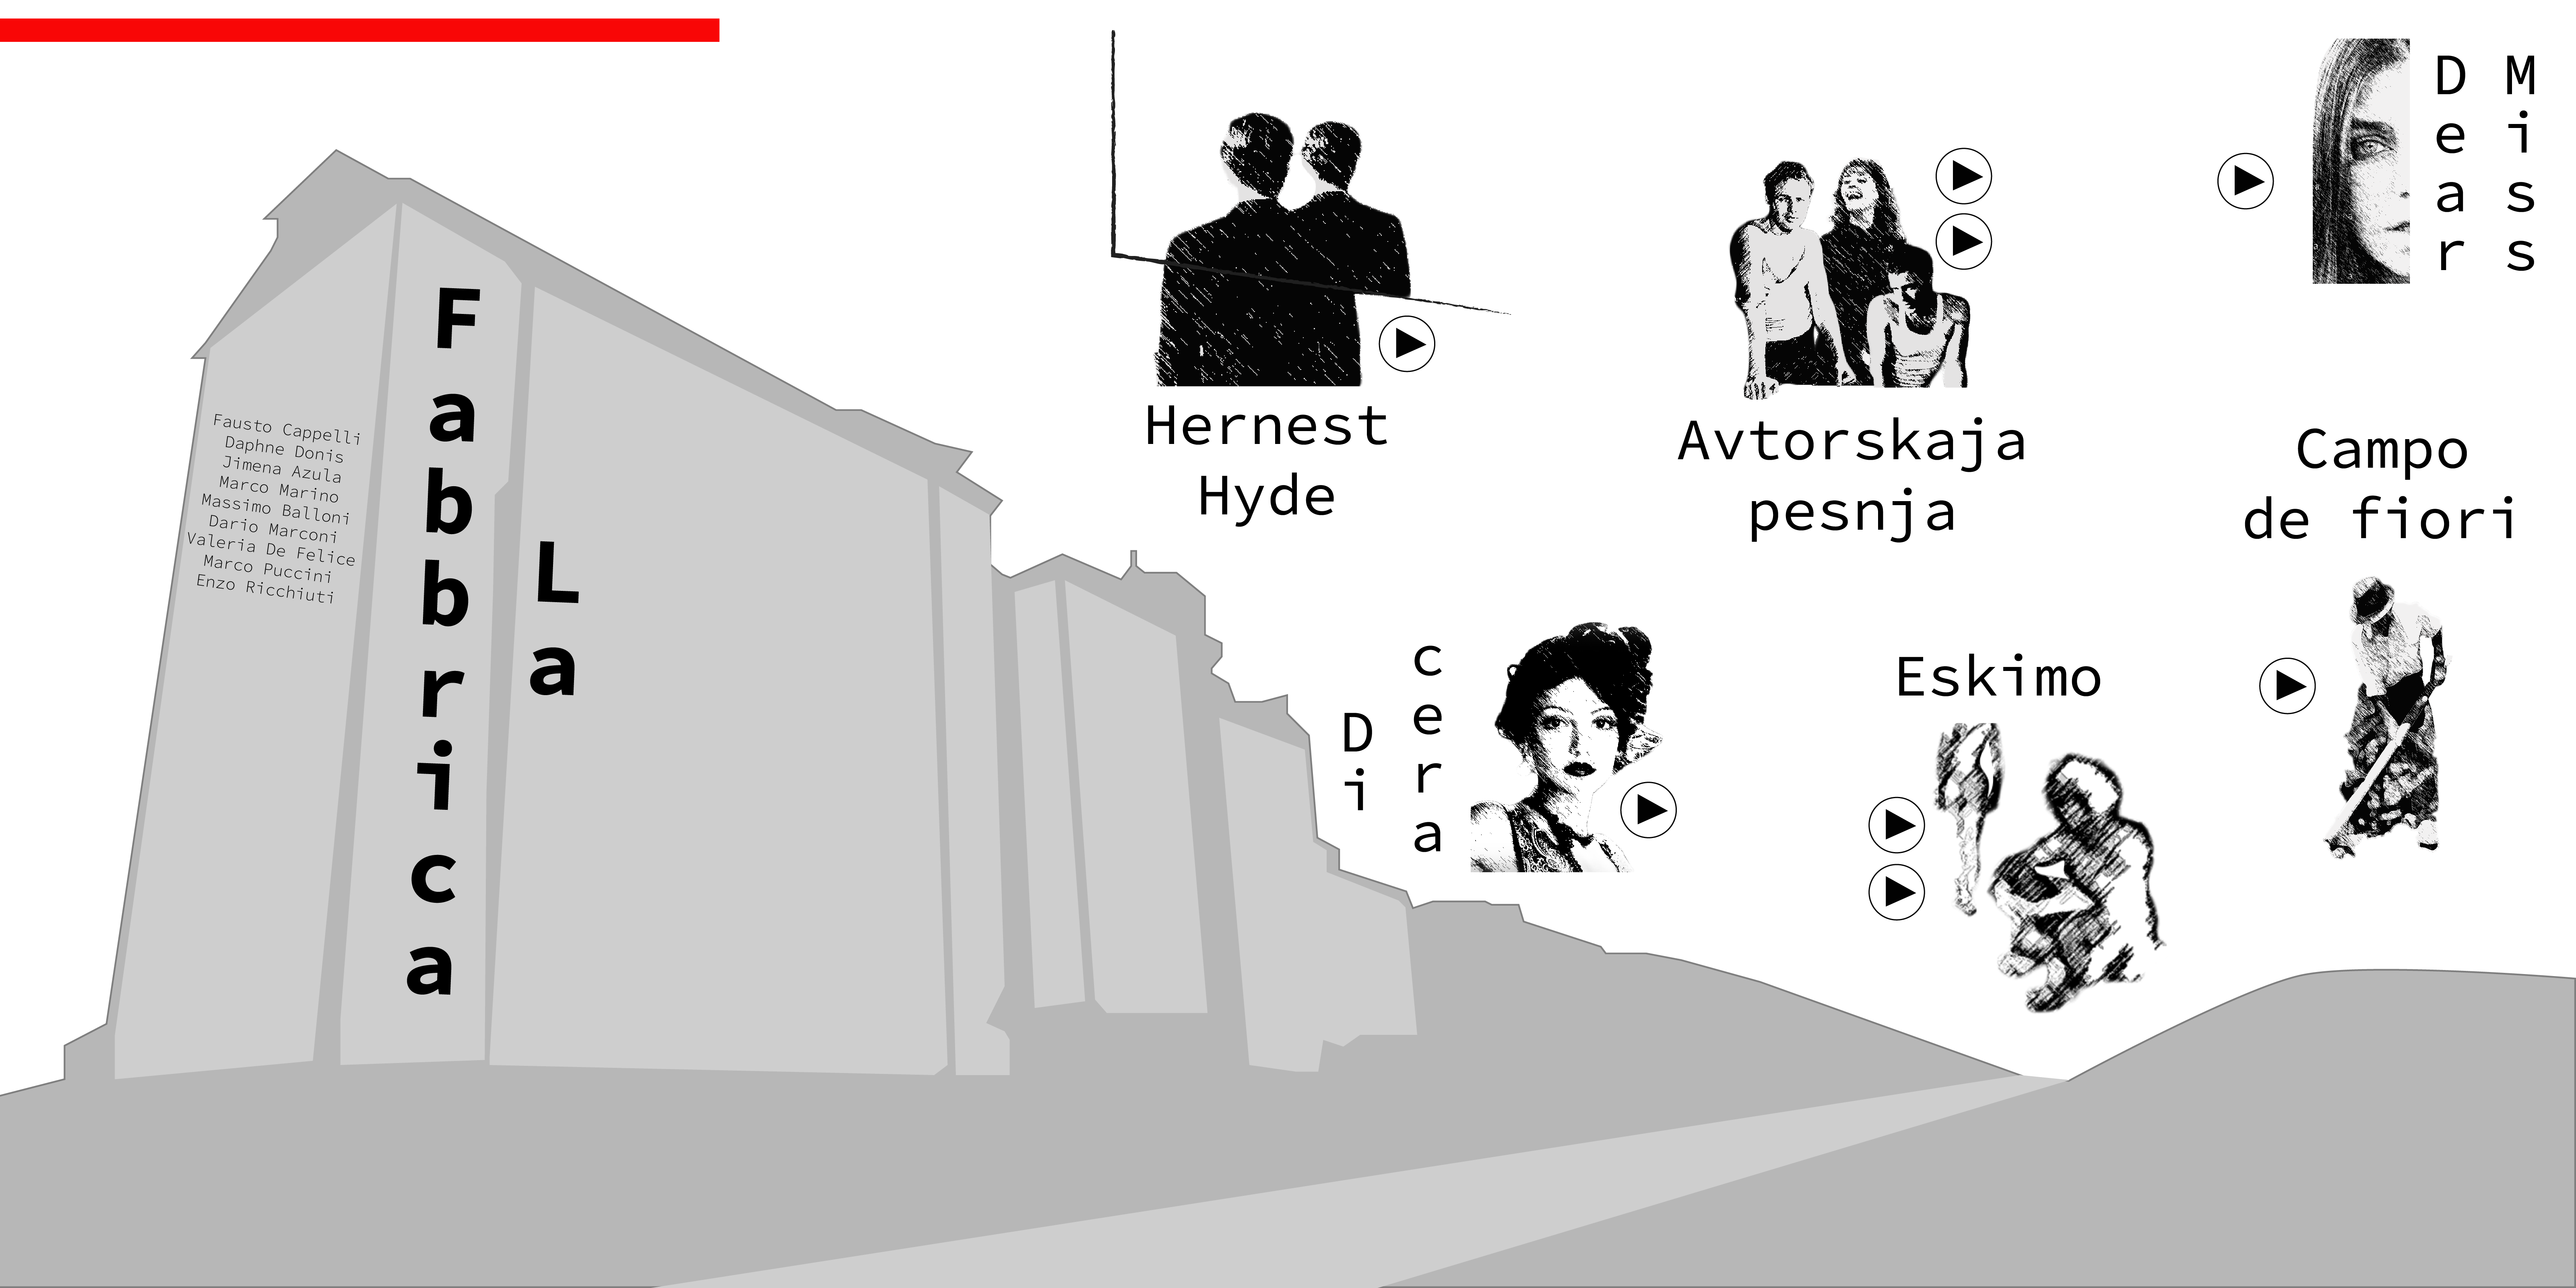 La
Fabbrica
Fausto Cappelli
Daphne Donis
Jimena Azula
Marco Marino
Massimo Balloni
Dario Marconi
Valeria De Felice
Marco Puccini
Enzo Ricchiuti
Hernest
Hyde
Avtorskaja
pesnja
Dear
Miss
Campo
de fiori
Di
cera
Eskimo